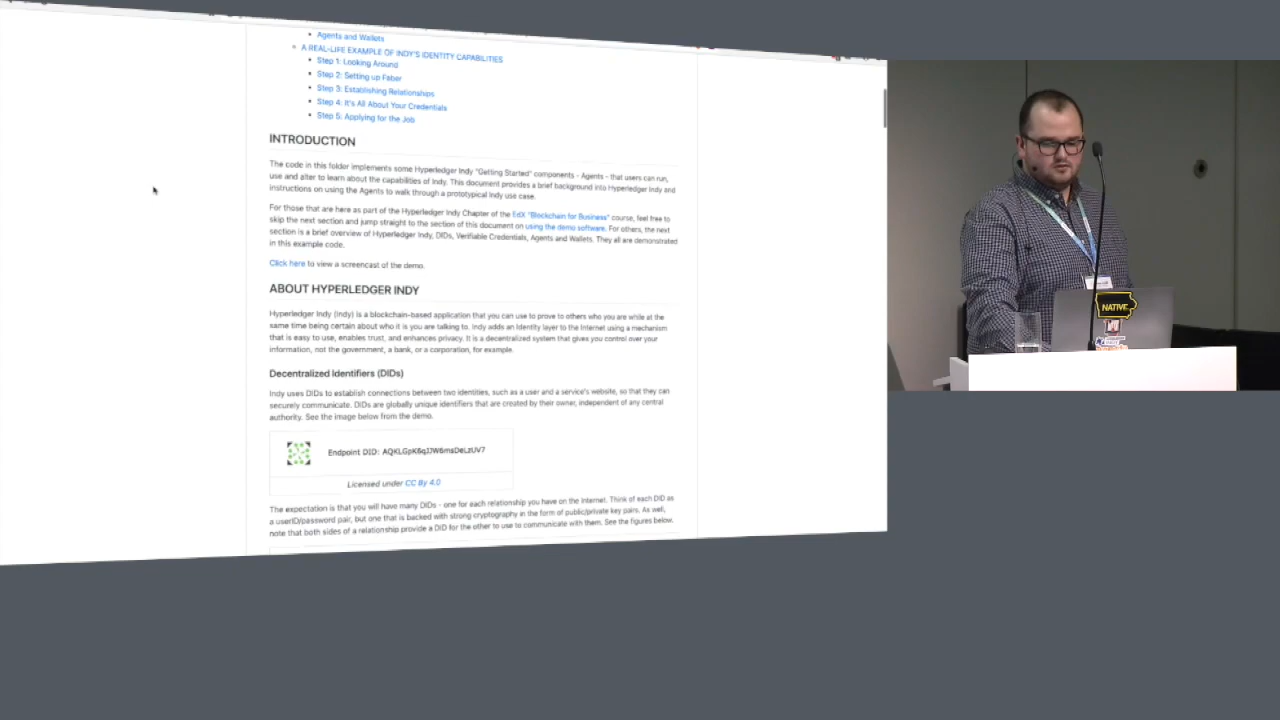 Agents and Wallets
A REAL-LIFE EXAMPLE OF INDY'S IDENTITY CAPABILITIES
Step 1: Looking Around
Step 2: Setting up Faber
Step 3: Establishing Relationships
Step 4: It's All About Your Credentials
Step 5: Applying for the Job
INTRODUCTION
The code in this folder implements some Hyperledger Indy "Getting Started" components - Agents - that users can run,
use and alter to learn about the capabilities of Indy. This document provides a brief background into Hyperledger Indy and
instructions on using the Agents to walk through a prototypical Indy use case.
For those that are here as part of the Hyperledger Indy Chapter of the EdX "Blockchain for Business" course, feel free to
skip the next section and jump straight to the section of this document on using the demo software. For others, the next
section is a brief overview of Hyperledger Indy, DIDs, Verifiable Credentials, Agents and Wallets. They all are demonstrated
in this example code.
Click here to view a screencast of the demo.
ABOUT HYPERLEDGER INDY
Hyperledger Indy (Indy) is a blockchain-based application that you can use to prove to others who you are while at the
same time being certain about who it is you are talking to. Indy adds an Identity layer to the Internet using a mechanism
that is easy to use, enables trust, and enhances privacy. It is a decentralized system that gives you control over your
information, not the government, a bank, or a corporation, for example.
Decentralized Identifiers (DIDs)
Indy uses DIDs to establish connections between two identities, such as a user and a service's website, so that they can
securely communicate. DIDs are globally unique identifiers that are created by their owner, independent of any central
authority. See the image below from the demo.
Endpoint DID: AQKLGpK6qJJW6msDeLzUV7
Licensed under CC By 4.0
The expectation is that you will have many DIDs - one for each relationship you have on the Internet. Think of each DID as
a userID/password pair, but one that is backed with strong cryptography in the form of public/private key pairs. As well,
note that both sides of a relationship provide a DID for the other to use to communicate with them. See the figures below.
NATIVE